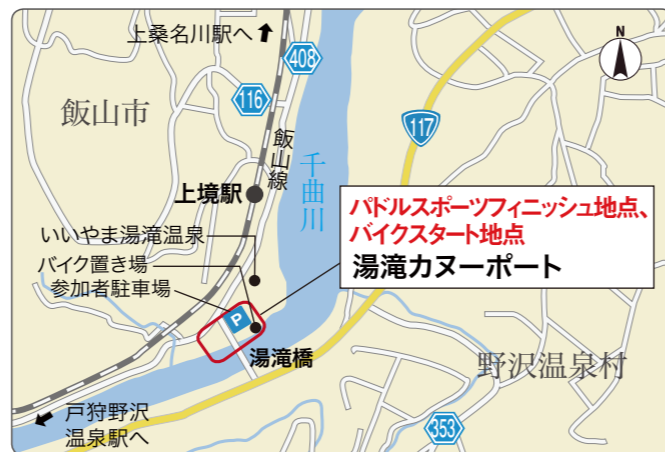 上桑名川駅へ
N
408
116
117
飯山市
飯山線
千曲川
上境駅
パドルスポーツフィニッシュ地点、
バイクスタート地点
湯滝カヌーポート
いいやま湯滝温泉
バイク置き場
参加者駐車場
P
湯滝橋
野沢温泉村
戸狩野沢
温泉駅へ
353